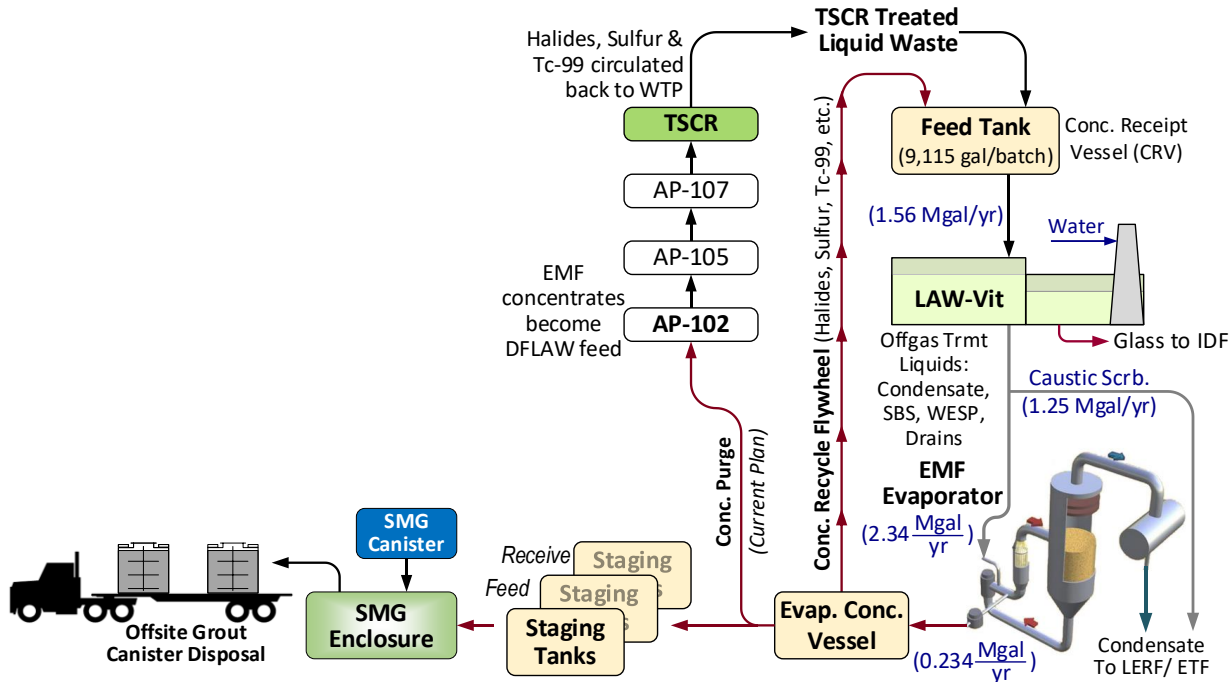 TSCR Treated
Liquid Waste
Halides, Sulfur &
Tc-99 circulated
back to WTP
TSCR
AP-107
AP-105
AP-102
EMF
concentrates
become
DFLAW feed
Conc. Recycle Flywheel (Halides, Sulfur, Tc-99, etc.)
Feed Tank
(9,115 gal/batch)
Conc. Receipt
Vessel (CRV)
(1.56 Mgal/yr)
Water
LAW-Vit
Glass to IDF
Offgas Trmt
Liquids:
Condensate,
SBS, WESP,
Drains
Caustic Scrb.
(1.25 Mgal/yr)
EMF
Evaporator
(2.34 Mgal/yr)
Conc. Purge
(Current Plan)
SMG
Canister
Receive
Feed
Staging
s
Staging
s
Staging
Tanks
SMG
Enclosure
Offsite Grout
Canister Disposal
Evap. Conc.
Vessel
(0.234 Mgal/yr)
Condensate
To LERF/ ETF